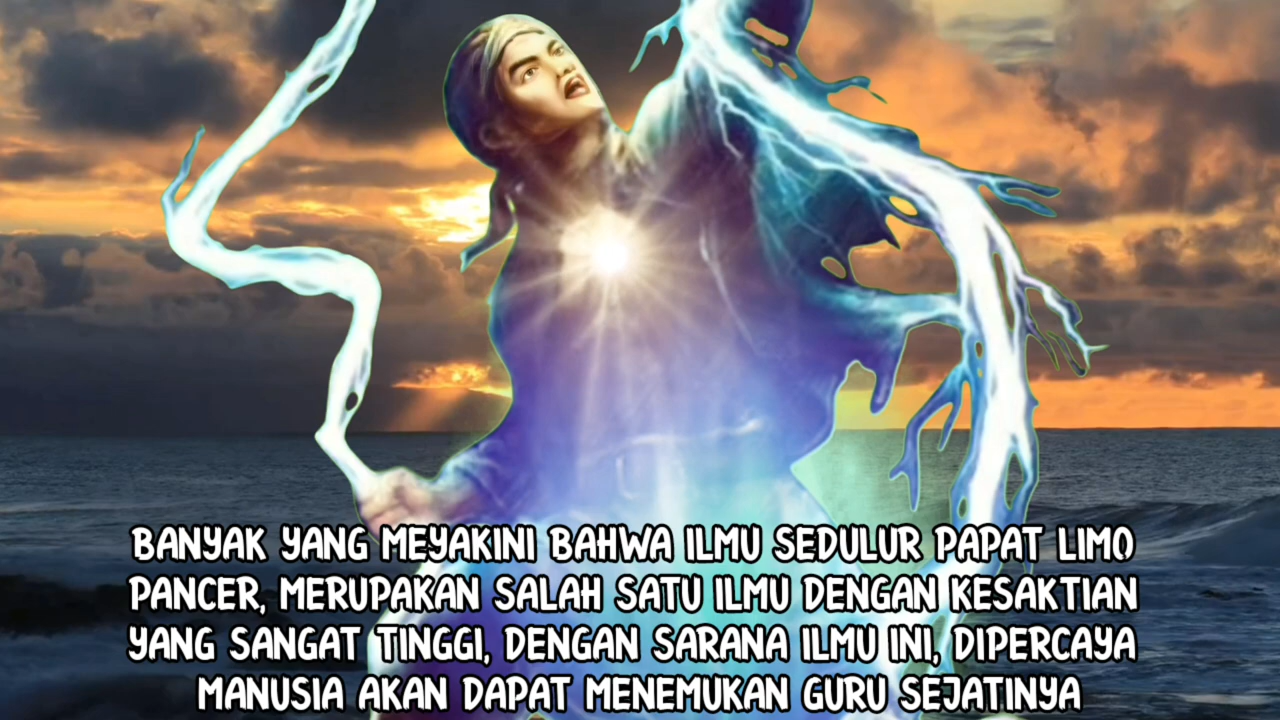 BANYAK YANG MEYAKINI BAHWA ILMU SEDULUR PAPAT LIMO
PANCER, MERUPAKAN SALAH SATU ILMU DENGAN KESAKTIAN
YANG SANGAT TINGGI, DENGAN SARANA ILMU INI, DIPERCAYA
MANUSIA AKAN DAPAT MENEMUKAN GURU SEJATINYA